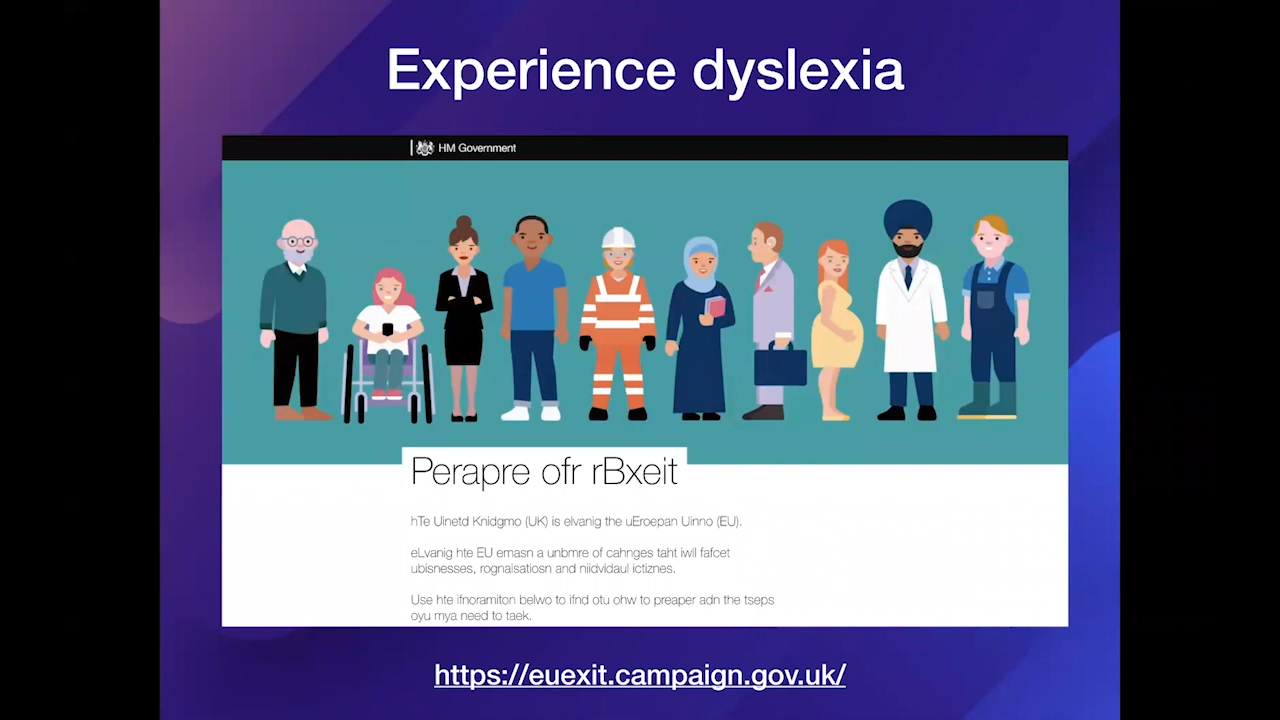 Experience dyslexia
HM Government
Perapre ofr rBxeit
hTe Uinetd Knidgmo (UK) is elvanig the uEroepan Uinno (EU).
eLvanig hte EU emasn a unbmre of cahnges taht iwil fafcet
ubisnesses, rognaisatiosn and niidvidaul ictiznes.
Use hte ifnoramiton belwo to ifnd otu ohw to preaper adn the tseps
oyu mya need to taek.
https://euexit.campaign.gov.uk/